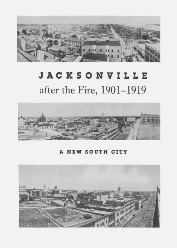 JACKSONVILLE
after the Fire, 1901–1919
A NEW SOUTH CITY